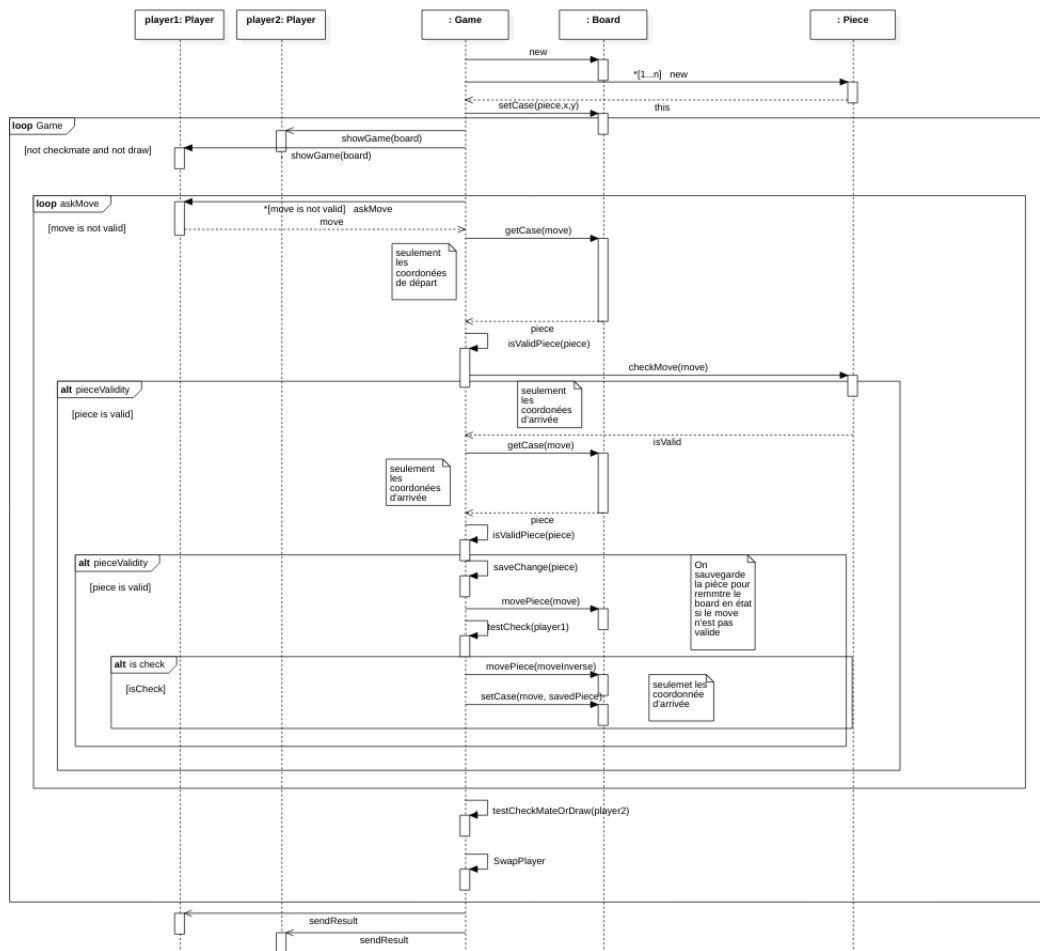 player1: Player
player2: Player
: Game
: Board
: Piece
new
*[1...n]   new
this
setCase(piece,x,y)
loop Game
showGame(board)
[not checkmate and not draw]
showGame(board)
loop askMove
*[move is not valid]   askMove
[move is not valid]
move
getCase(move)
seulement
les
coordonées
de départ
piece
isValidPiece(piece)
checkMove(move)
alt pieceValidity
[piece is valid]
seulement
les
coordonées
d'arrivée
isValid
getCase(move)
seulement
les
coordonées
d'arrivée
piece
isValidPiece(piece)
alt pieceValidity
[piece is valid]
saveChange(piece)
On
sauvegarde
la pièce pour
remmtre le
board en état
si le move
n'est pas
valide
movePiece(move)
testCheck(player1)
alt is check
[isCheck]
movePiece(moveInverse)
setCase(move, savedPiece)
seulemet les
coordonnée
d'arrivée
testCheckMateOrDraw(player2)
SwapPlayer
sendResult
sendResult